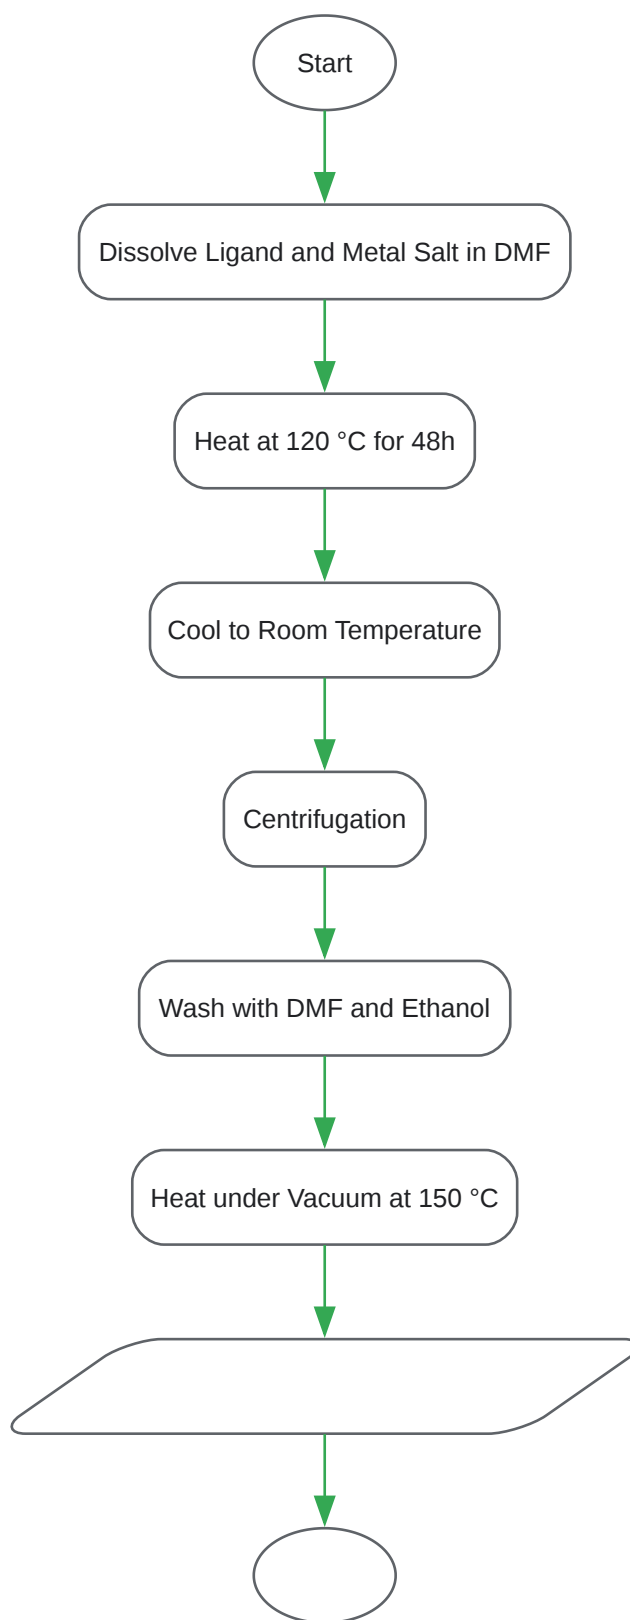 Start
Dissolve Ligand and Metal Salt in DMF
Heat at 120 °C for 48h
Cool to Room Temperature
Centrifugation
Wash with DMF and Ethanol
Heat under Vacuum at 150 °C